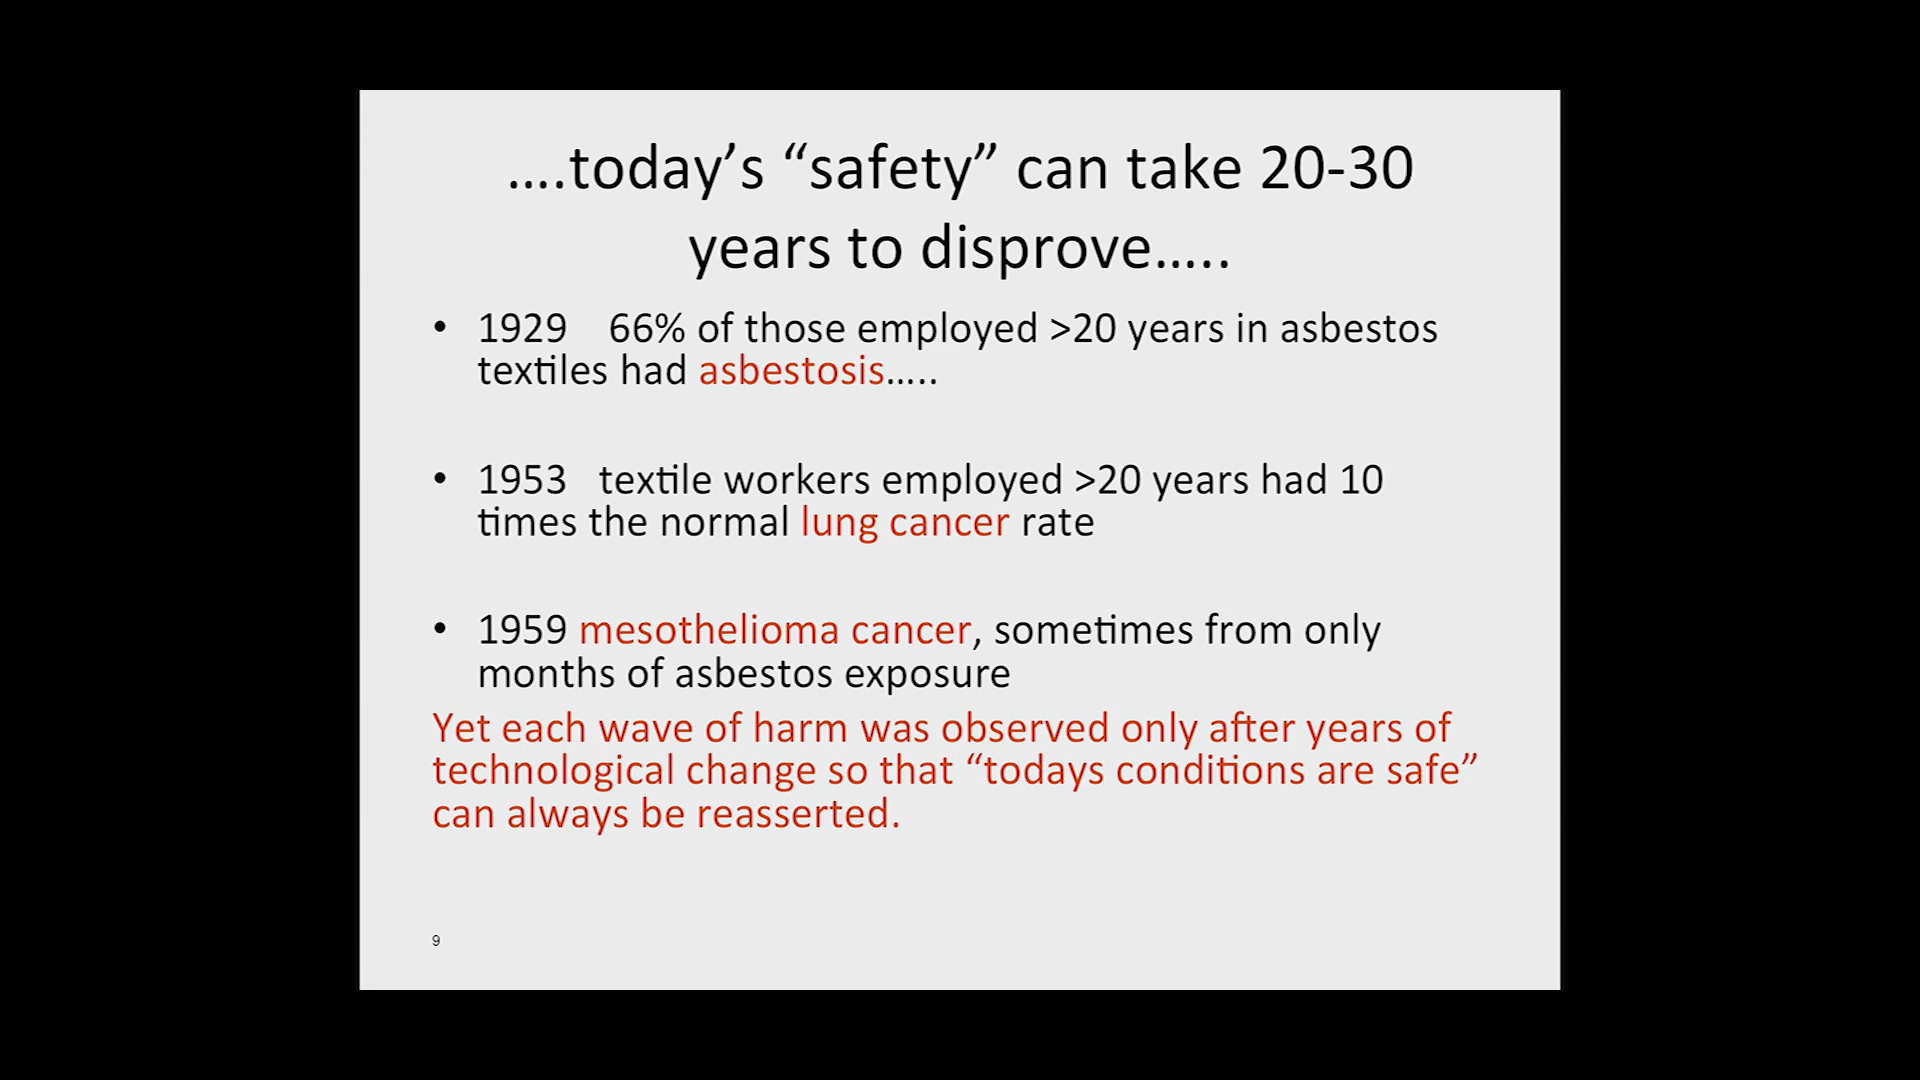 ….today’s “safety” can take 20-30
years to disprove…..
• 1929 66% of those employed >20 years in asbestos
textiles had asbestosis…..
• 1953 textile workers employed >20 years had 10
times the normal lung cancer rate
• 1959 mesothelioma cancer, sometimes from only
months of asbestos exposure
Yet each wave of harm was observed only after years of
technological change so that “todays conditions are safe”
can always be reasserted.
9